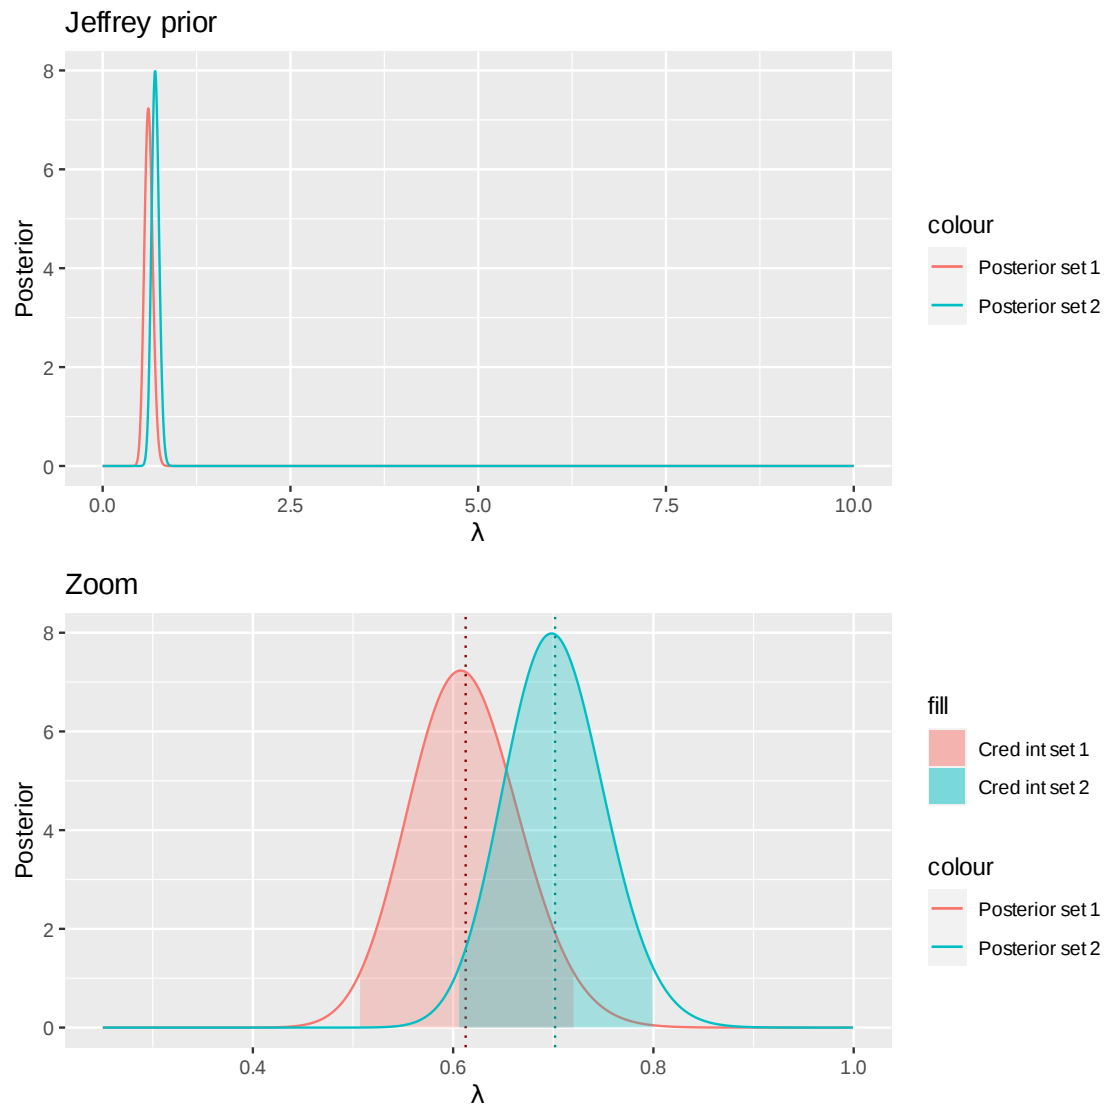 Jeffrey prior
8
6
4
2
0
Posterior
0.0 2.5 5.0 7.5 10.0
λ
colour
Posterior set 1
Posterior set 2
Zoom
8
6
4
2
0
Posterior
0.4 0.6 0.8 1.0
λ
fill
Cred int set 1
Cred int set 2
colour
Posterior set 1
Posterior set 2